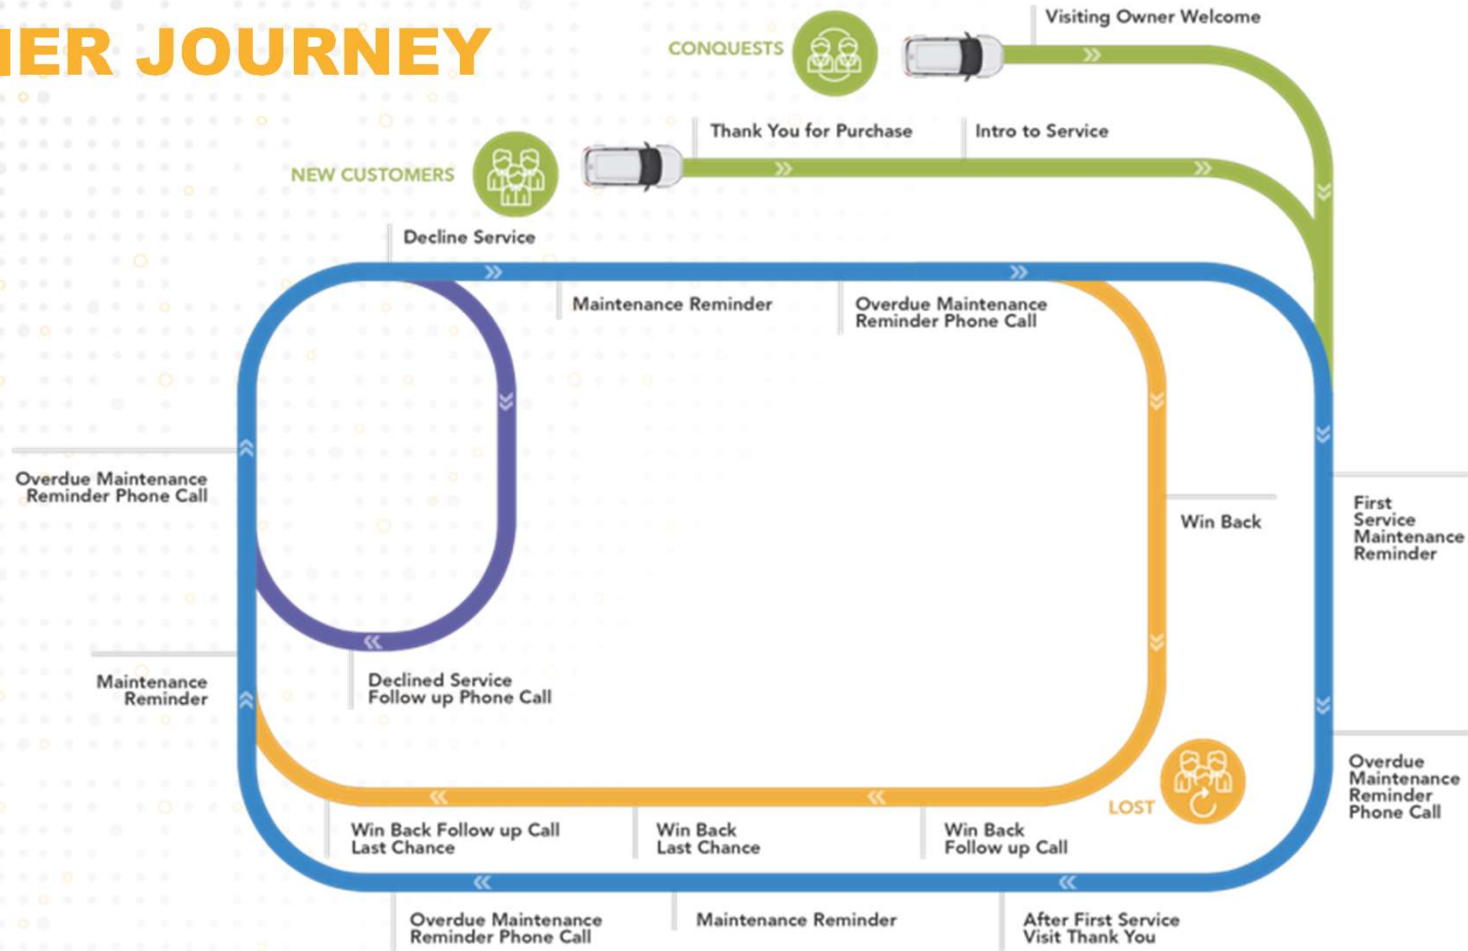 ER JOURNEY
CONQUESTS
Visiting Owner Welcome
NEW CUSTOMERS
Thank You for Purchase
Intro to Service
Decline Service
Maintenance Reminder
Overdue Maintenance
Reminder Phone Call
Overdue Maintenance
Reminder Phone Call
Win Back
First
Service
Maintenance
Reminder
Maintenance
Reminder
Declined Service
Follow up Phone Call
LOST
Overdue
Maintenance
Reminder
Phone Call
Win Back Follow up Call
Last Chance
Win Back
Last Chance
Win Back
Follow up Call
Overdue Maintenance
Reminder Phone Call
Maintenance Reminder
After First Service
Visit Thank You